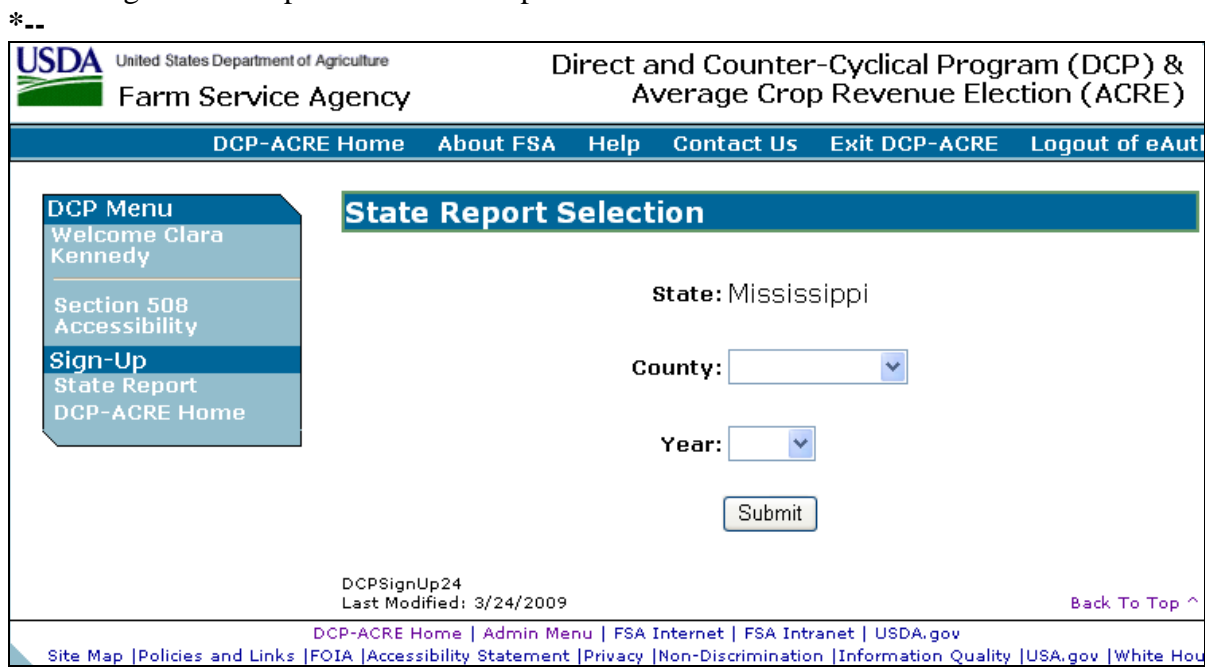 *--
USDA United States Department of Agriculture
Farm Service Agency
Direct and Counter-Cyclical Program (DCP) &
Average Crop Revenue Election (ACRE)
DCP-ACRE Home About FSA Help Contact Us Exit DCP-ACRE Logout of eAuth
DCP Menu
Welcome Clara
Kennedy
Section 508
Accessibility
Sign-Up
State Report
DCP-ACRE Home
State Report Selection
State: Mississippi
County:
Year:
Submit
DCPSignUp24
Last Modified: 3/24/2009
Back To Top ^
DCP-ACRE Home | Admin Menu | FSA Internet | FSA Intranet | USDA.gov
Site Map |Policies and Links |FOIA |Accessibility Statement |Privacy |Non-Discrimination |Information Quality |USA.gov |White Hou